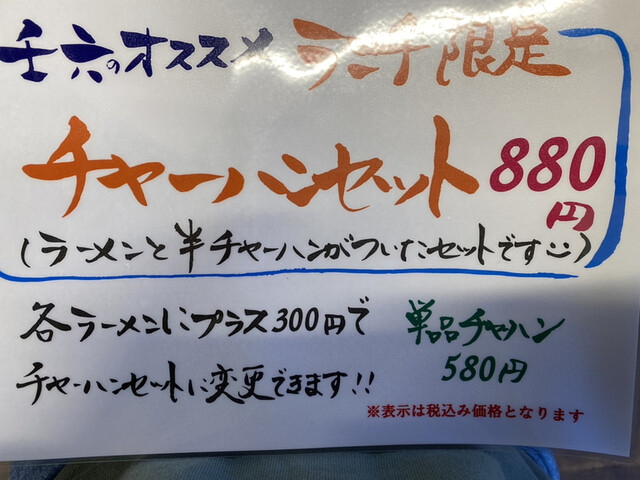 壬六のオススメ ランチ限定
チャーハンセット 880円
(ラーメンと半チャーハンがついたセットです)
各ラーメンにプラス300円で
チャーハンセットに変更できます!!
単品チャハン
580円
※表示は税込み価格となります